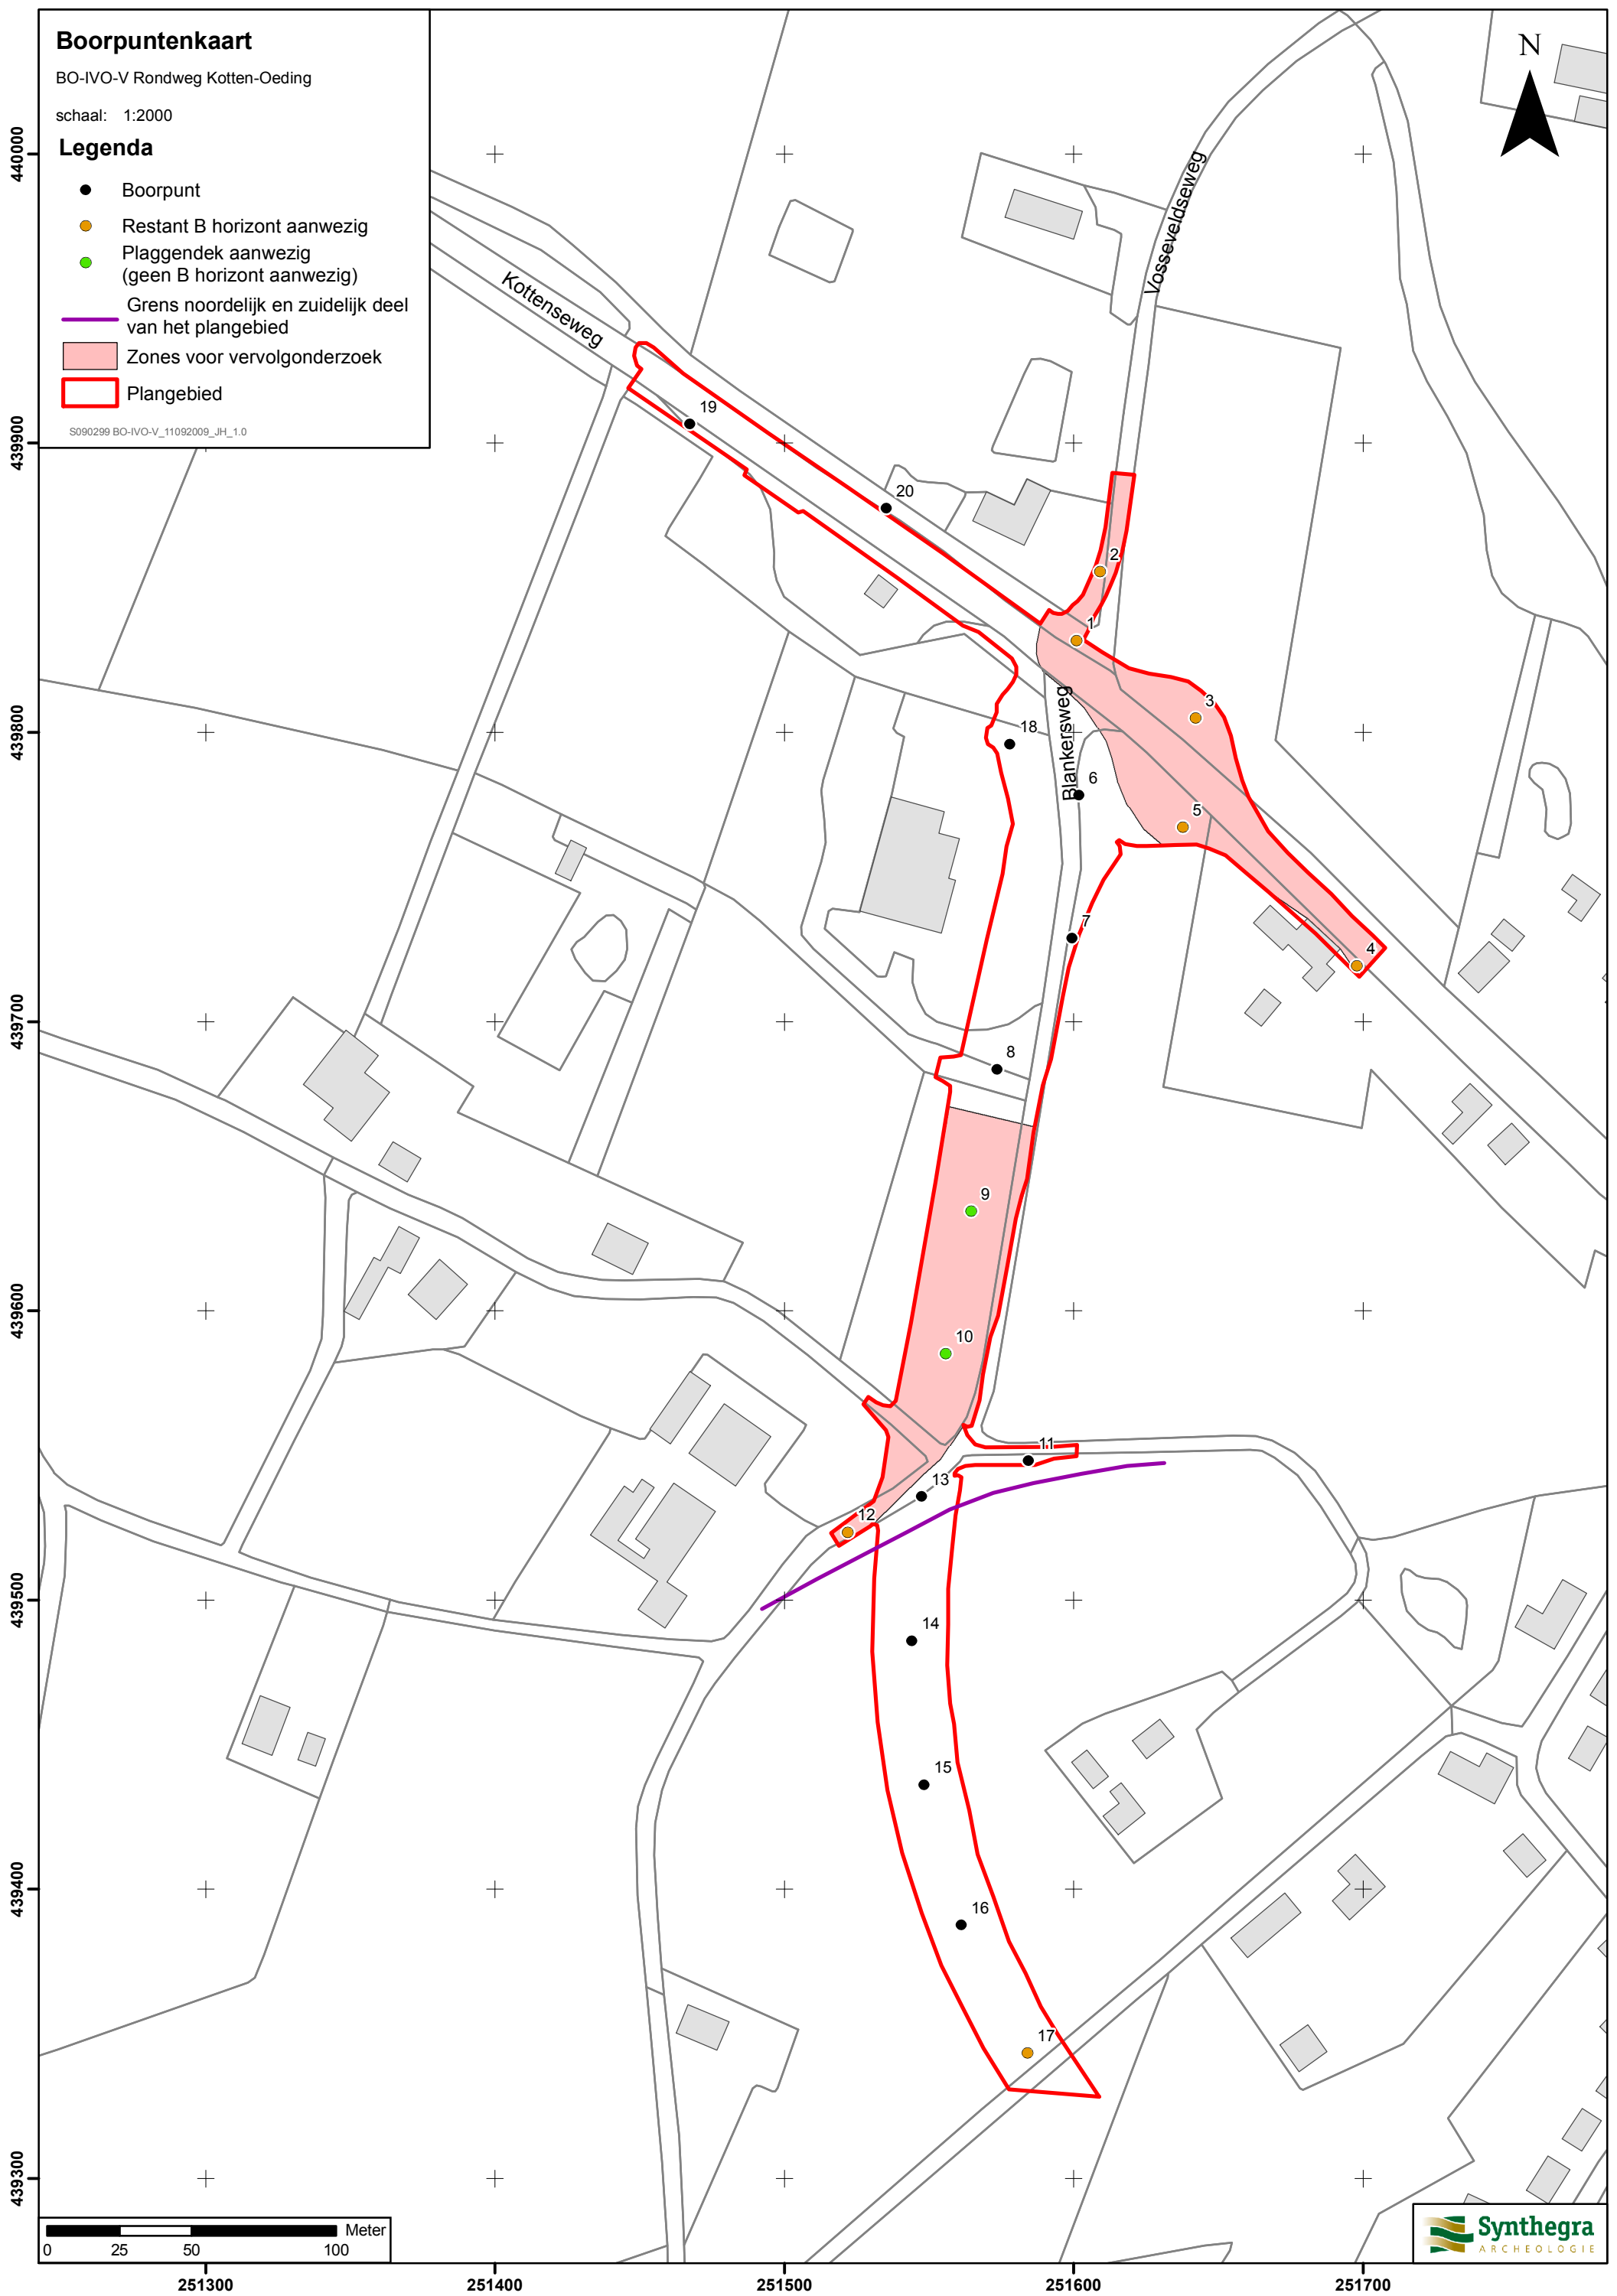 Boorpuntenkaart
BO-IVO-V Rondweg Kotten-Oeding
schaal: 1:2000
Legenda
Boorpunt
Restant B horizont aanwezig
Plaggendek aanwezig
(geen B horizont aanwezig)
Grens noordelijk en zuidelijk deel
van het plangebied
Zones voor vervolgonderzoek
Plangebied
S090299 BO-IVO-V_11092009_JH_1.0
N
Kottenseweg
Vosseveldseweg
Blankersweg
19
20
2
1
3
18
6
5
7
4
8
9
10
11
13
12
14
15
16
17
440000
439900
439800
439700
439600
439500
439400
439300
Meter
0 25 50 100
251300 251400 251500 251600 251700
Synthegra
ARCHEOLOGIE